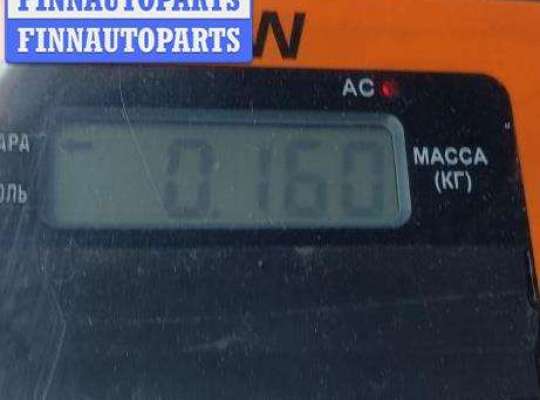 FINNAUTOPARTS
FINNAUTOPARTS
W
AC
АРА
0.160
МАССА
(КГ)
ОЛЬ